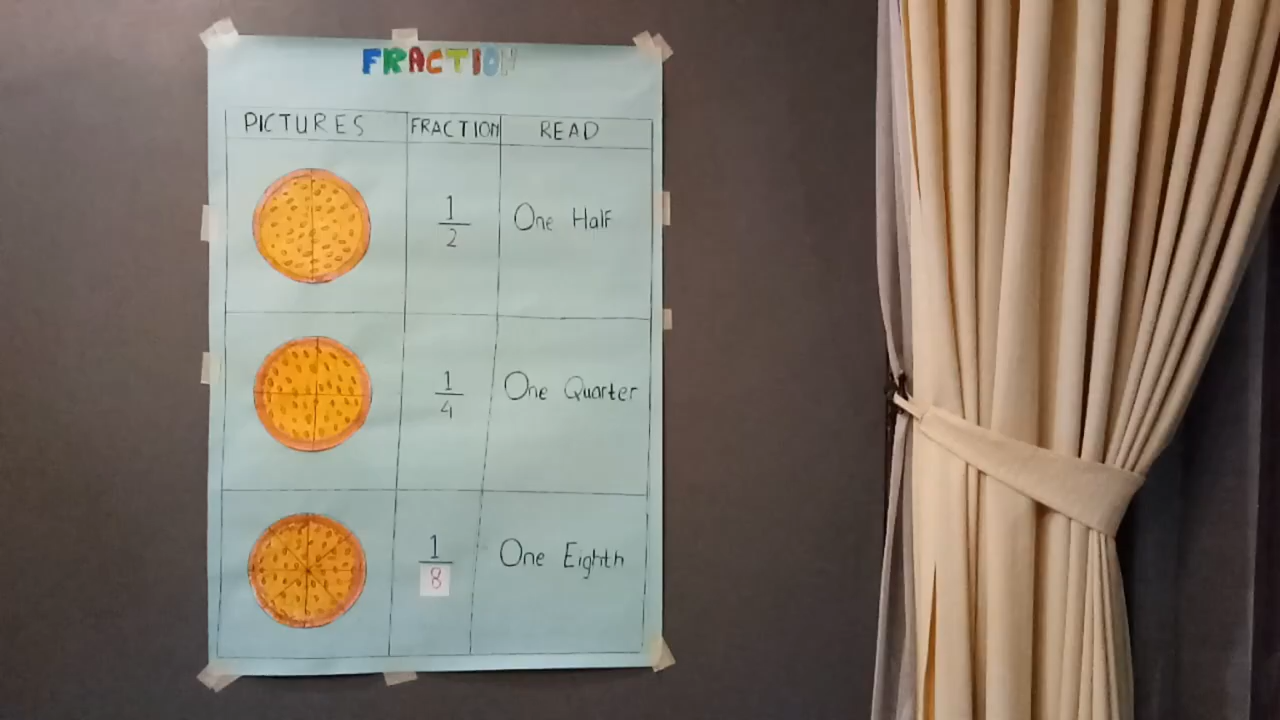 FRACTION
PICTURES FRACTION READ
1/2 One Half
1/4 One Quarter
1/8 One Eighth